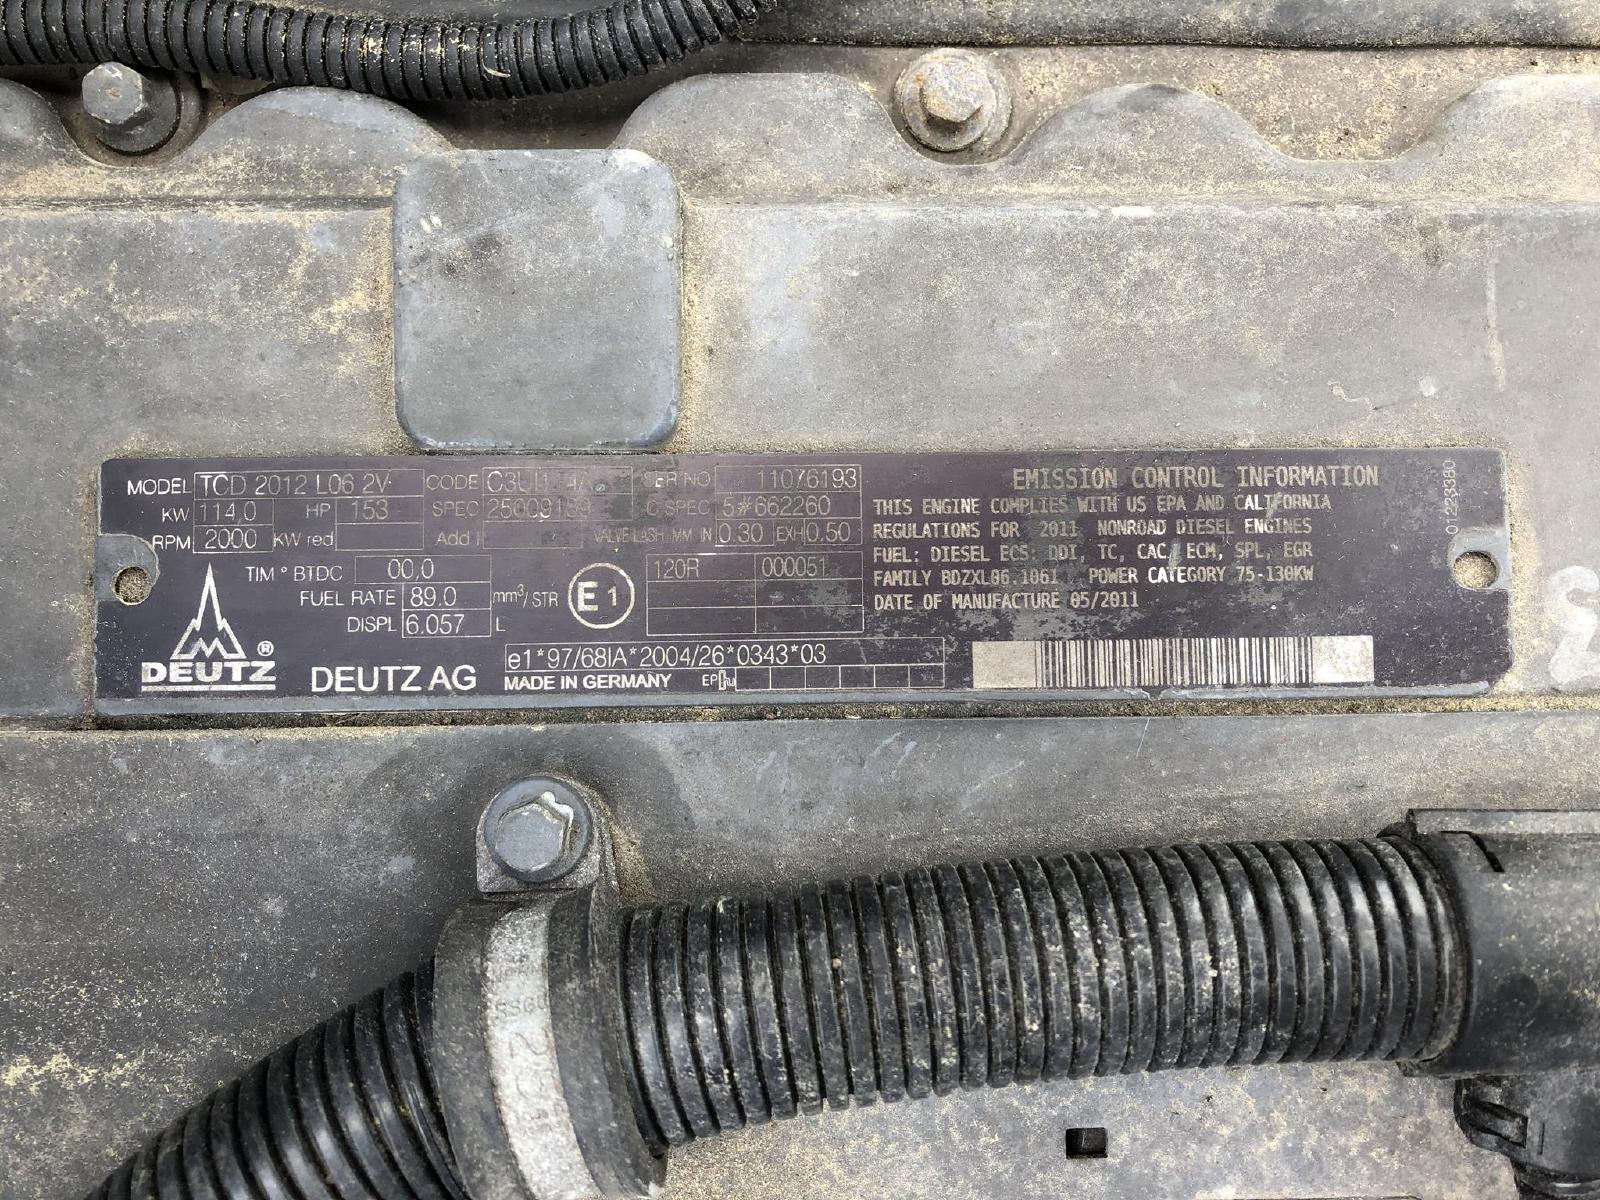 MODEL TCD 2012 L06 2V CODE SER NO 11076193
KW 114,0 HP 153 SPEC C SPEC 5#662260
RPM 2000 KW red Add i VALVE LASH MM IN 0.30 EXH 0.50
TIM ° BTDC 00,0
FUEL RATE 89.0 mm³/ STR
DISPL 6.057 L
E1
120R 000051
DEUTZ ®
DEUTZ AG
e1*97/68IA*2004/26*0343*03
MADE IN GERMANY
EMISSION CONTROL INFORMATION
THIS ENGINE COMPLIES WITH US EPA AND CALIFORNIA
REGULATIONS FOR 2011 NONROAD DIESEL ENGINES
FUEL: DIESEL ECS: DDI, TC, CAC, ECM, SPL, EGR
FAMILY BDZXL06.1061 POWER CATEGORY 75-130KW
DATE OF MANUFACTURE 05/2011
01223380